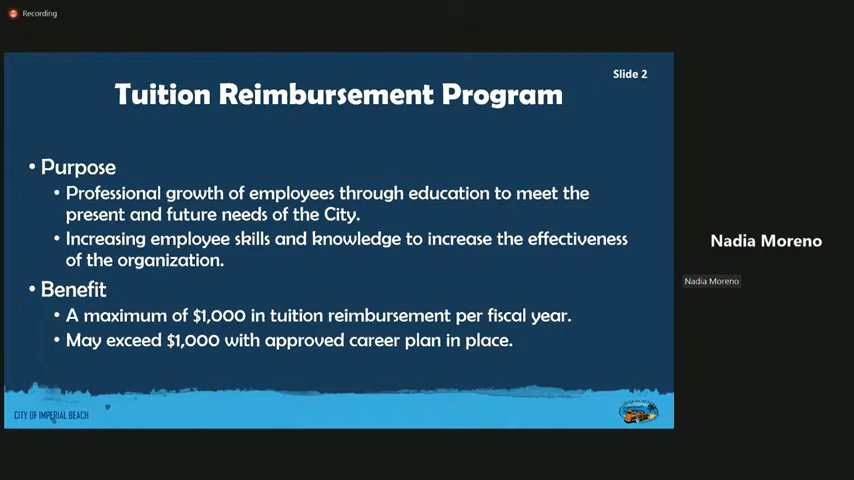 Recording
Slide 2
Tuition Reimbursement Program
• Purpose
• Professional growth of employees through education to meet the
present and future needs of the City.
• Increasing employee skills and knowledge to increase the effectiveness
of the organization.
• Benefit
• A maximum of $1,000 in tuition reimbursement per fiscal year.
• May exceed $1,000 with approved career plan in place.
CITY OF IMPERIAL BEACH
Nadia Moreno
Nadia Moreno